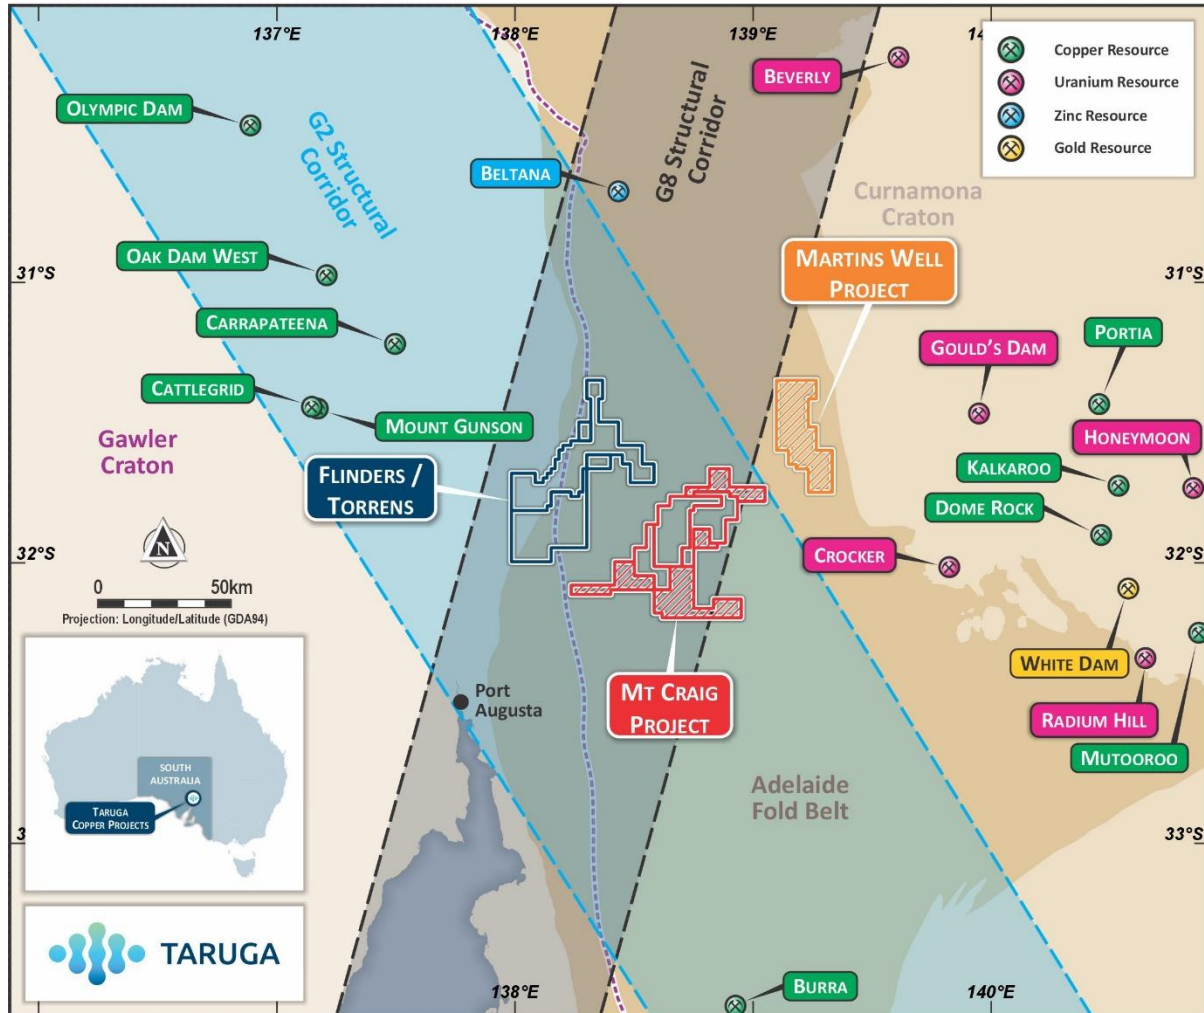 137°E
138°E
139°E
14
Copper Resource
Uranium Resource
Zinc Resource
Gold Resource
BEVERLY
OLYMPIC DAM
G2 Structural
Corridor
BELTANA
G8 Structural
Corridor
Curnamona
Craton
OAK DAM WEST
MARTINS WELL
PROJECT
31°S
31°S
CARRAPATEENA
GOULD'S DAM
PORTIA
CATTLEGRID
MOUNT GUNSON
Gawler
Craton
HONEYMOON
FLINDERS /
TORRENS
KALKAROO
DOME ROCK
N
CROCKER
32°S
32°S
0 50km
Projection: Longitude/Latitude (GDA94)
WHITE DAM
Port
Augusta
MT CRAIG
PROJECT
RADIUM HILL
MUTOOROO
SOUTH
AUSTRALIA
TARUGA
COPPER PROJECTS
Adelaide
Fold Belt
3
33°S
TARUGA
138°E
BURRA
140°E